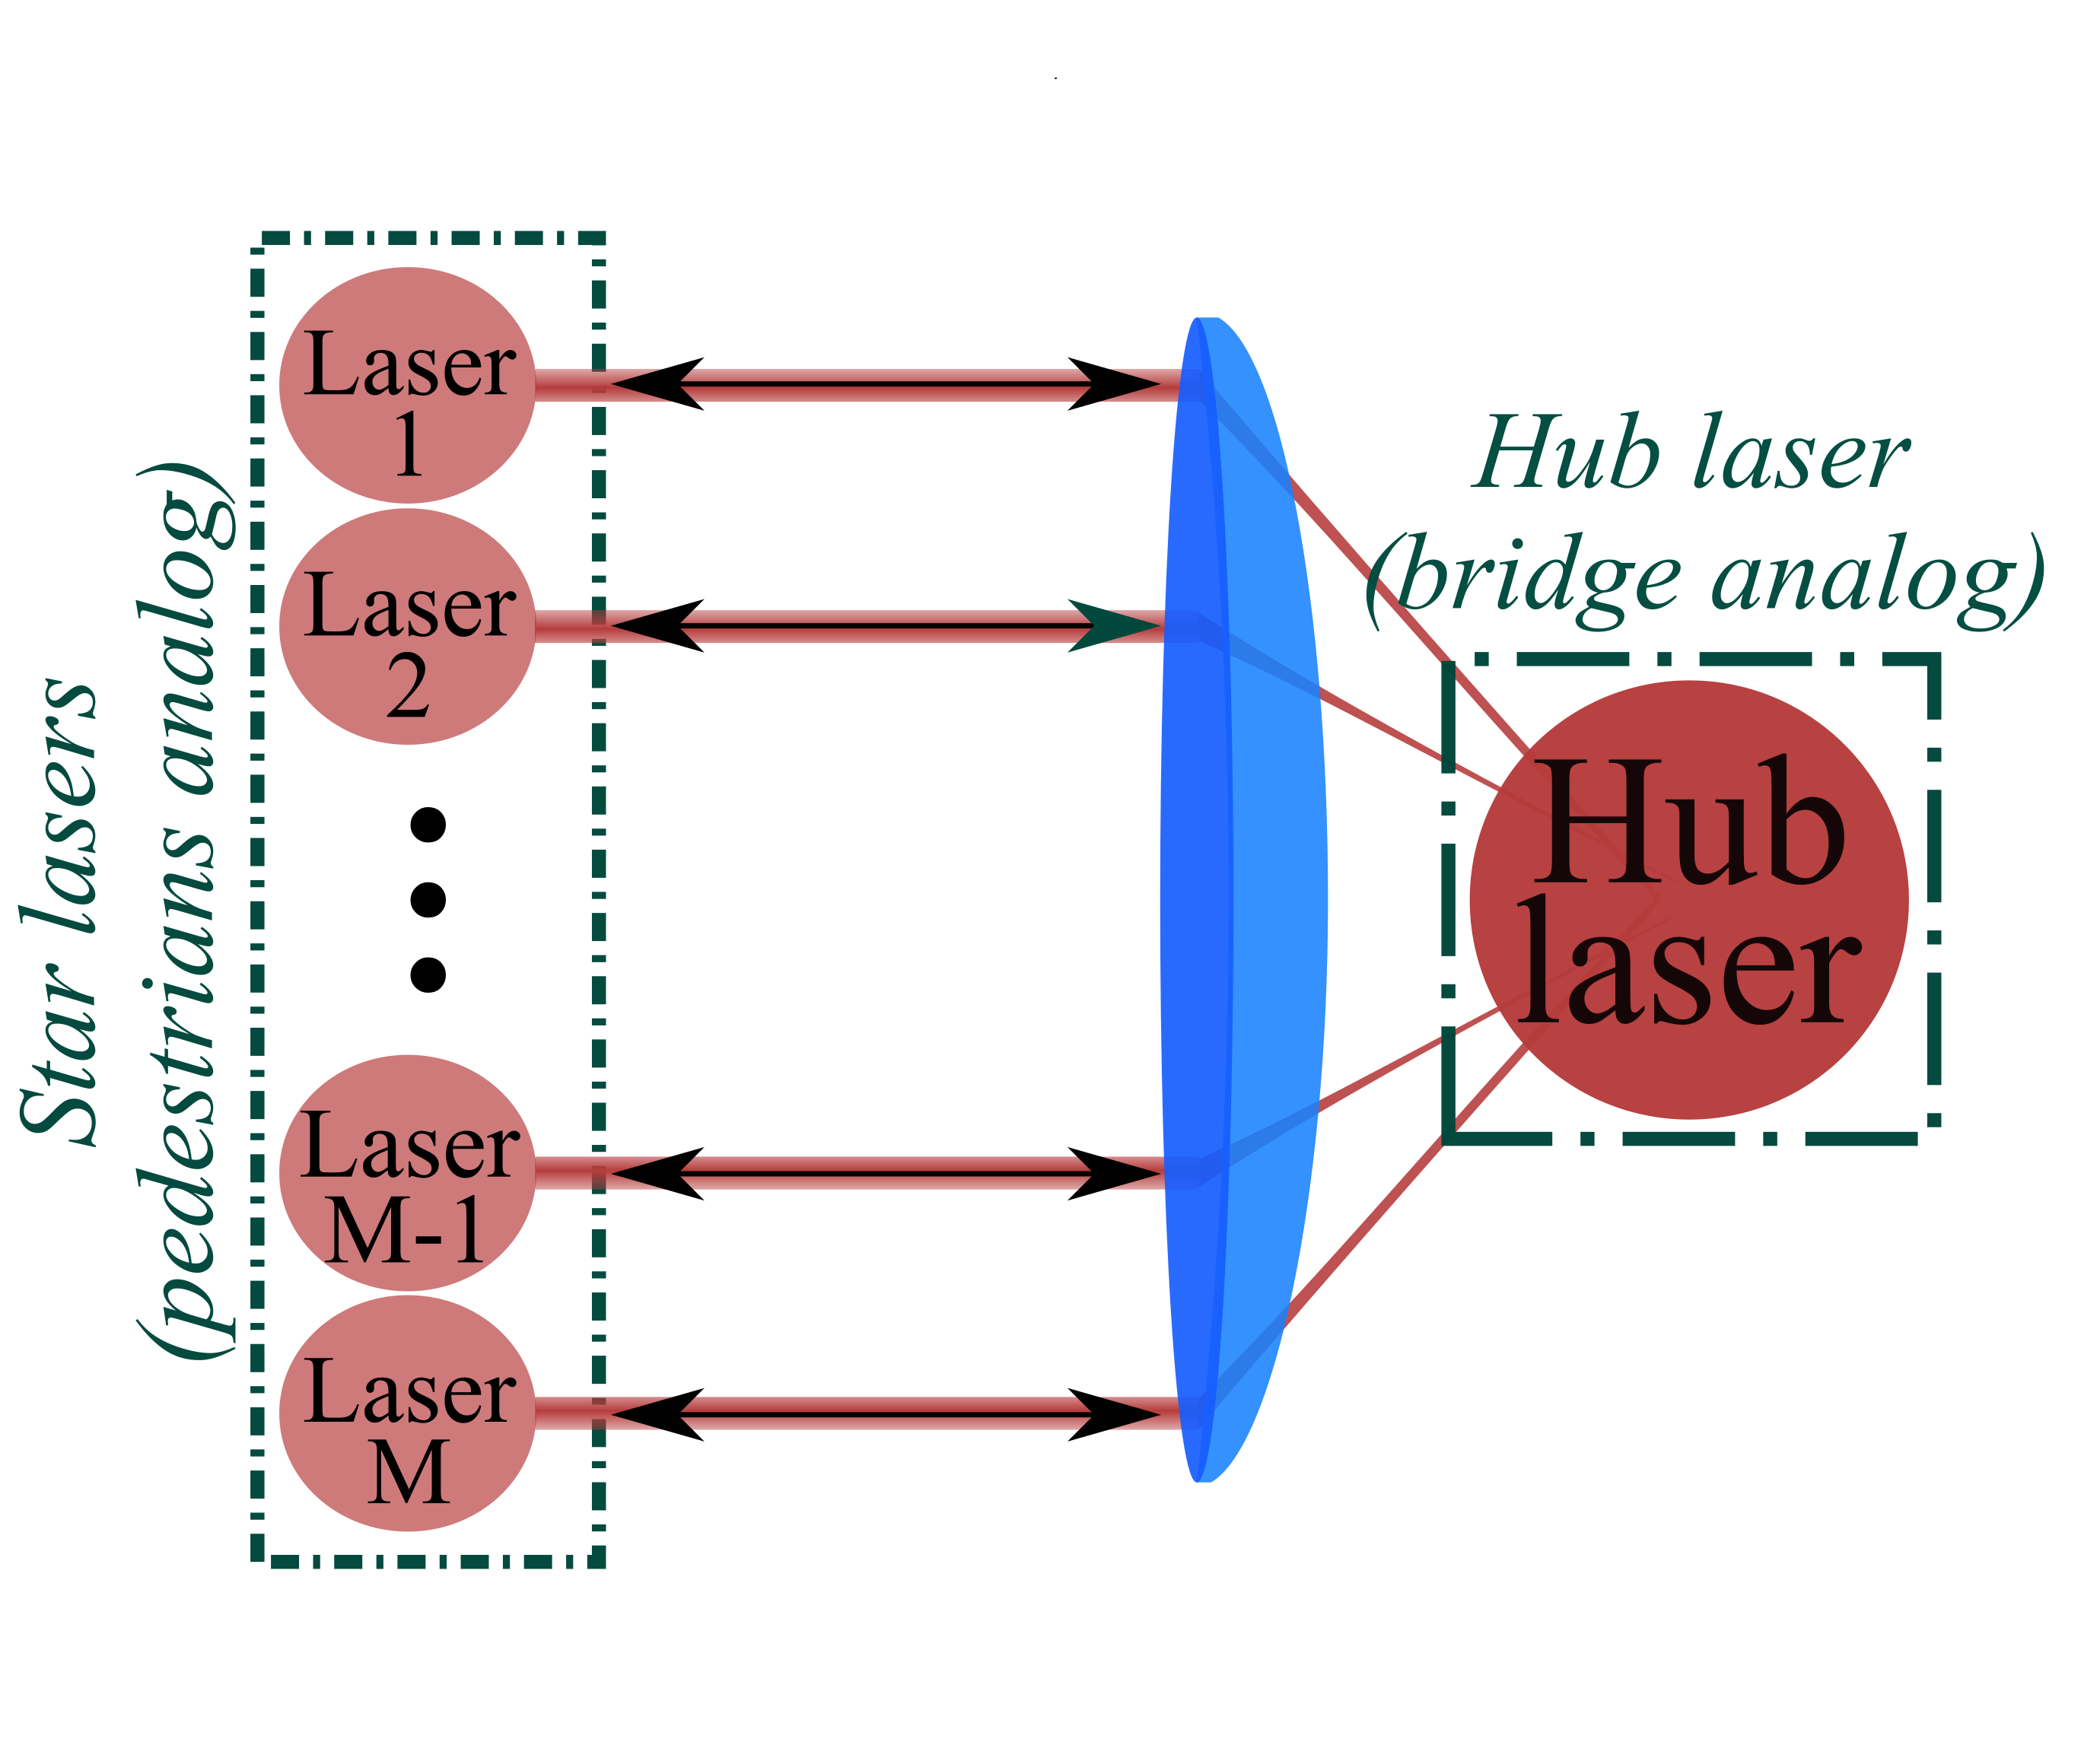 Star lasers
(pedestrians analog)
Laser
1
Laser
2
Laser
M-1
Laser
M
Hub laser
(bridge analog)
Hub
laser